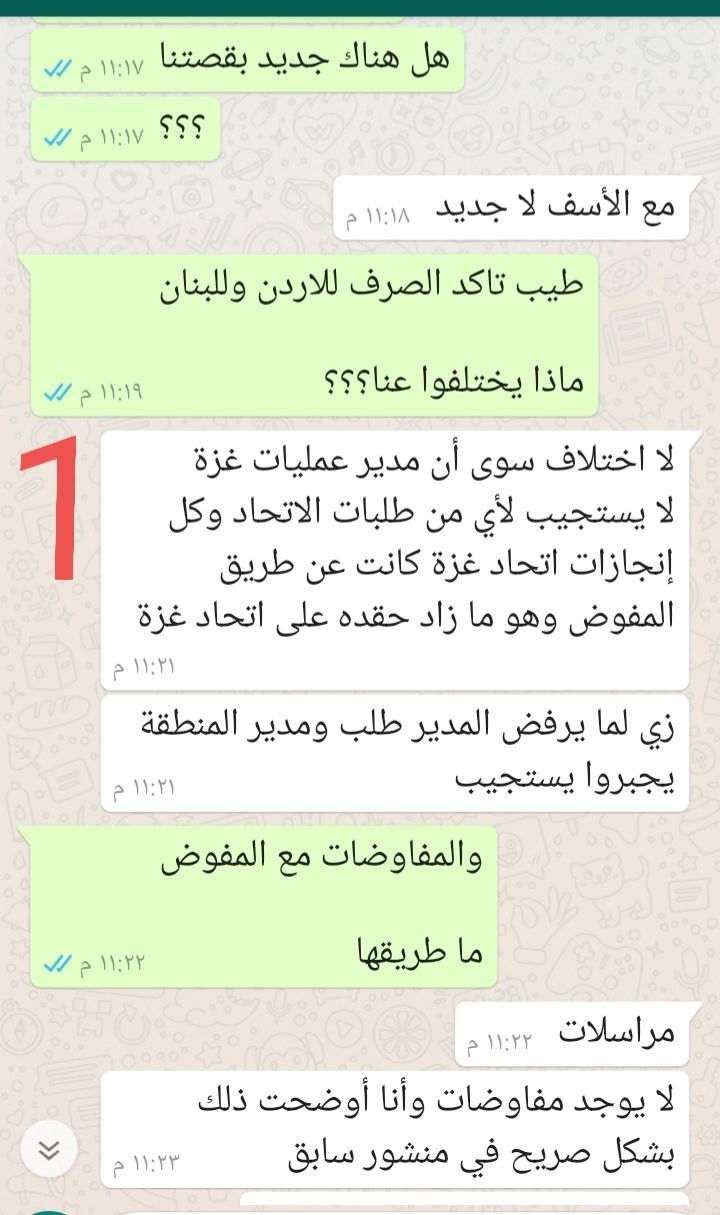 هل هناك جديد بقصتنا ١١:١٧ م
؟؟؟ ١١:١٧ م
مع الأسف لا جديد ١١:١٨ م
طيب تاكد الصرف للاردن وللبنان
ماذا يختلفوا عنا؟؟؟ ١١:١٩ م
1
لا اختلاف سوى أن مدير عمليات غزة
لا يستجيب لأي من طلبات الاتحاد وكل
إنجازات اتحاد غزة كانت عن طريق
المفوض وهو ما زاد حقده على اتحاد غزة
١١:٢١ م
زي لما يرفض المدير طلب ومدير المنطقة
يجبروا يستجيب ١١:٢١ م
والمفاوضات مع المفوض
ما طريقها ١١:٢٢ م
مراسلات ١١:٢٢ م
لا يوجد مفاوضات وأنا أوضحت ذلك
بشكل صريح في منشور سابق ١١:٢٣ م